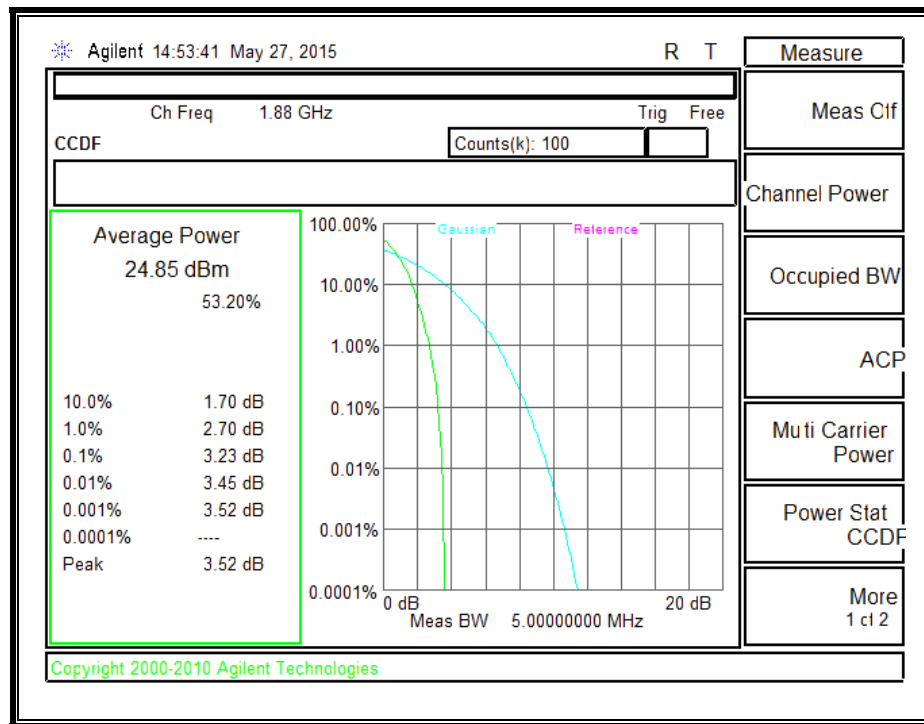 Agilent 14:53:41 May 27, 2015 R T
Ch Freq 1.88 GHz Trig Free
CCDF Counts(k): 100
Average Power
24.85 dBm
53.20%
10.0% 1.70 dB
1.0% 2.70 dB
0.1% 3.23 dB
0.01% 3.45 dB
0.001% 3.52 dB
0.0001% ----
Peak 3.52 dB
Gaussian Reference
100.00%
10.00%
1.00%
0.10%
0.01%
0.001%
0.0001%
0 dB 20 dB
Meas BW 5.00000000 MHz
Measure
Meas Off
Channel Power
Occupied BW
ACP
Multi Carrier
Power
Power Stat
CCDF
More
1 of 2
Copyright 2000-2010 Agilent Technologies